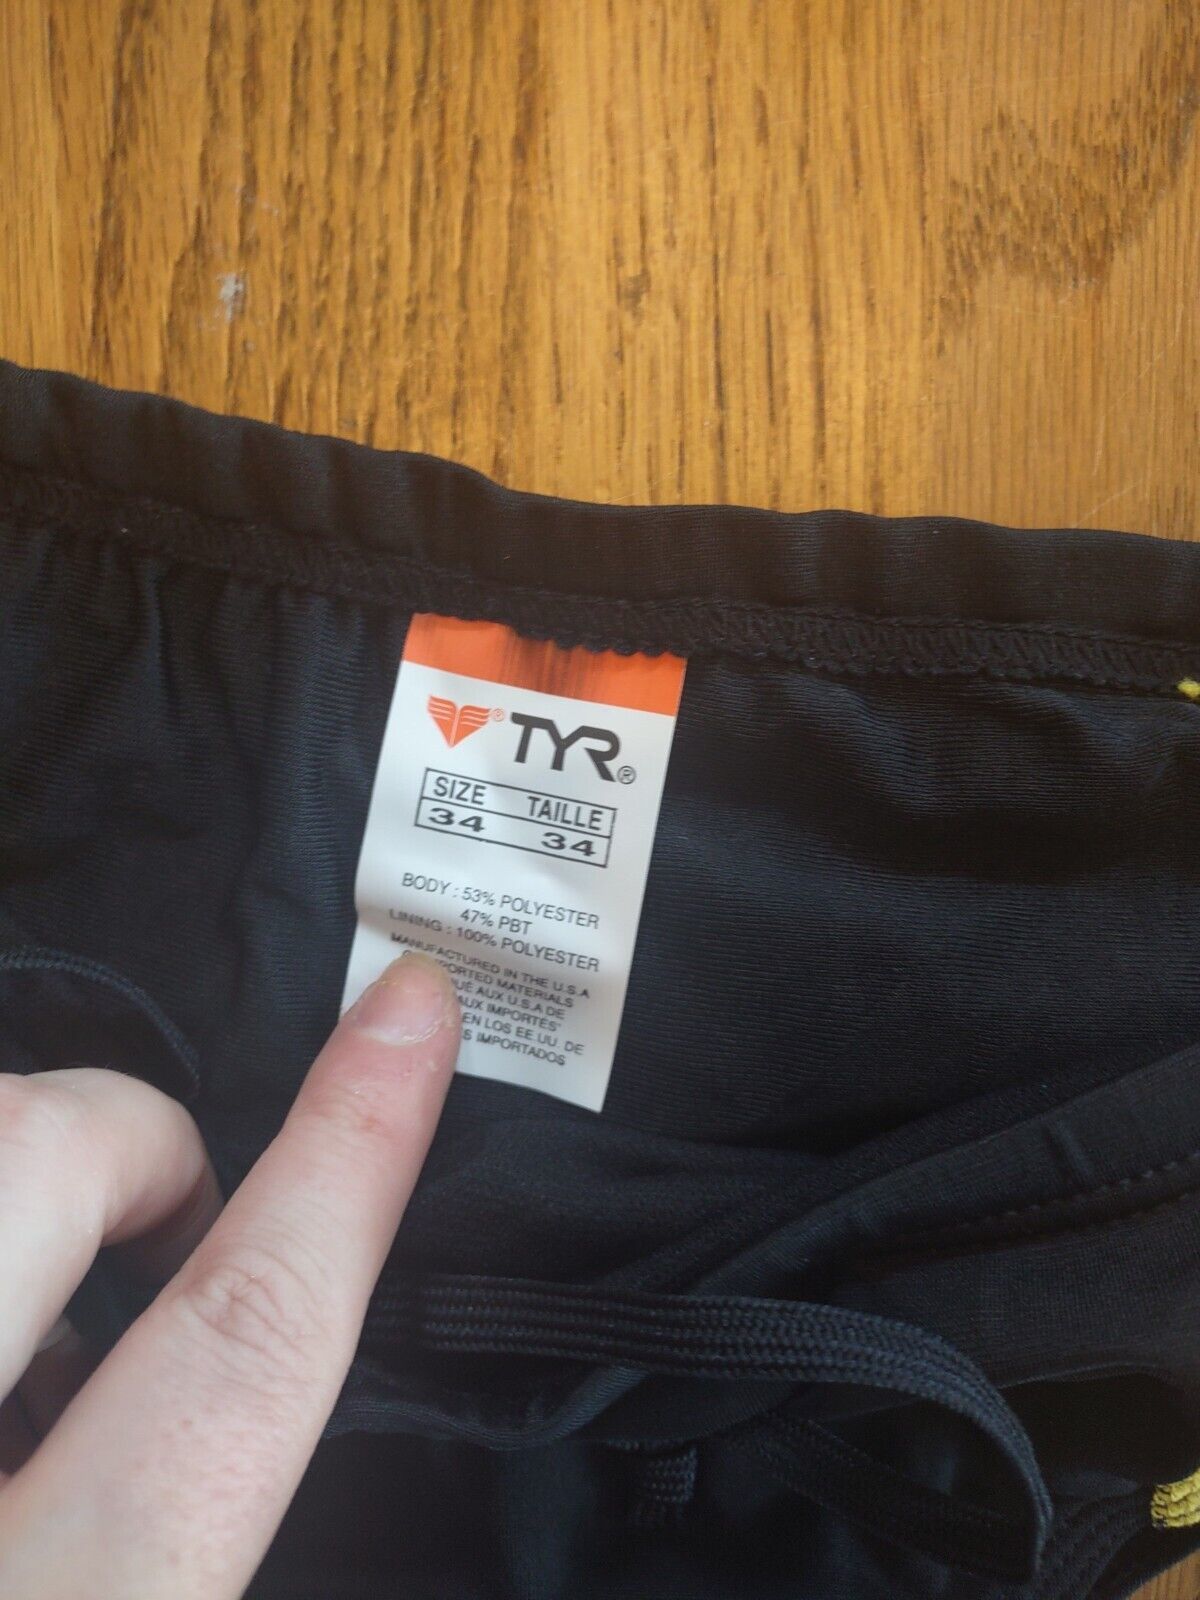 TYR
SIZE TAILLE
34 34
BODY : 53% POLYESTER
47% PBT
LINING : 100% POLYESTER
MANUFACTURED IN THE U.S.A
MATERIALS
AUX U.S.A DE
AUX IMPORTÉS*
EN LOS EE.UU. DE
IMPORTADOS